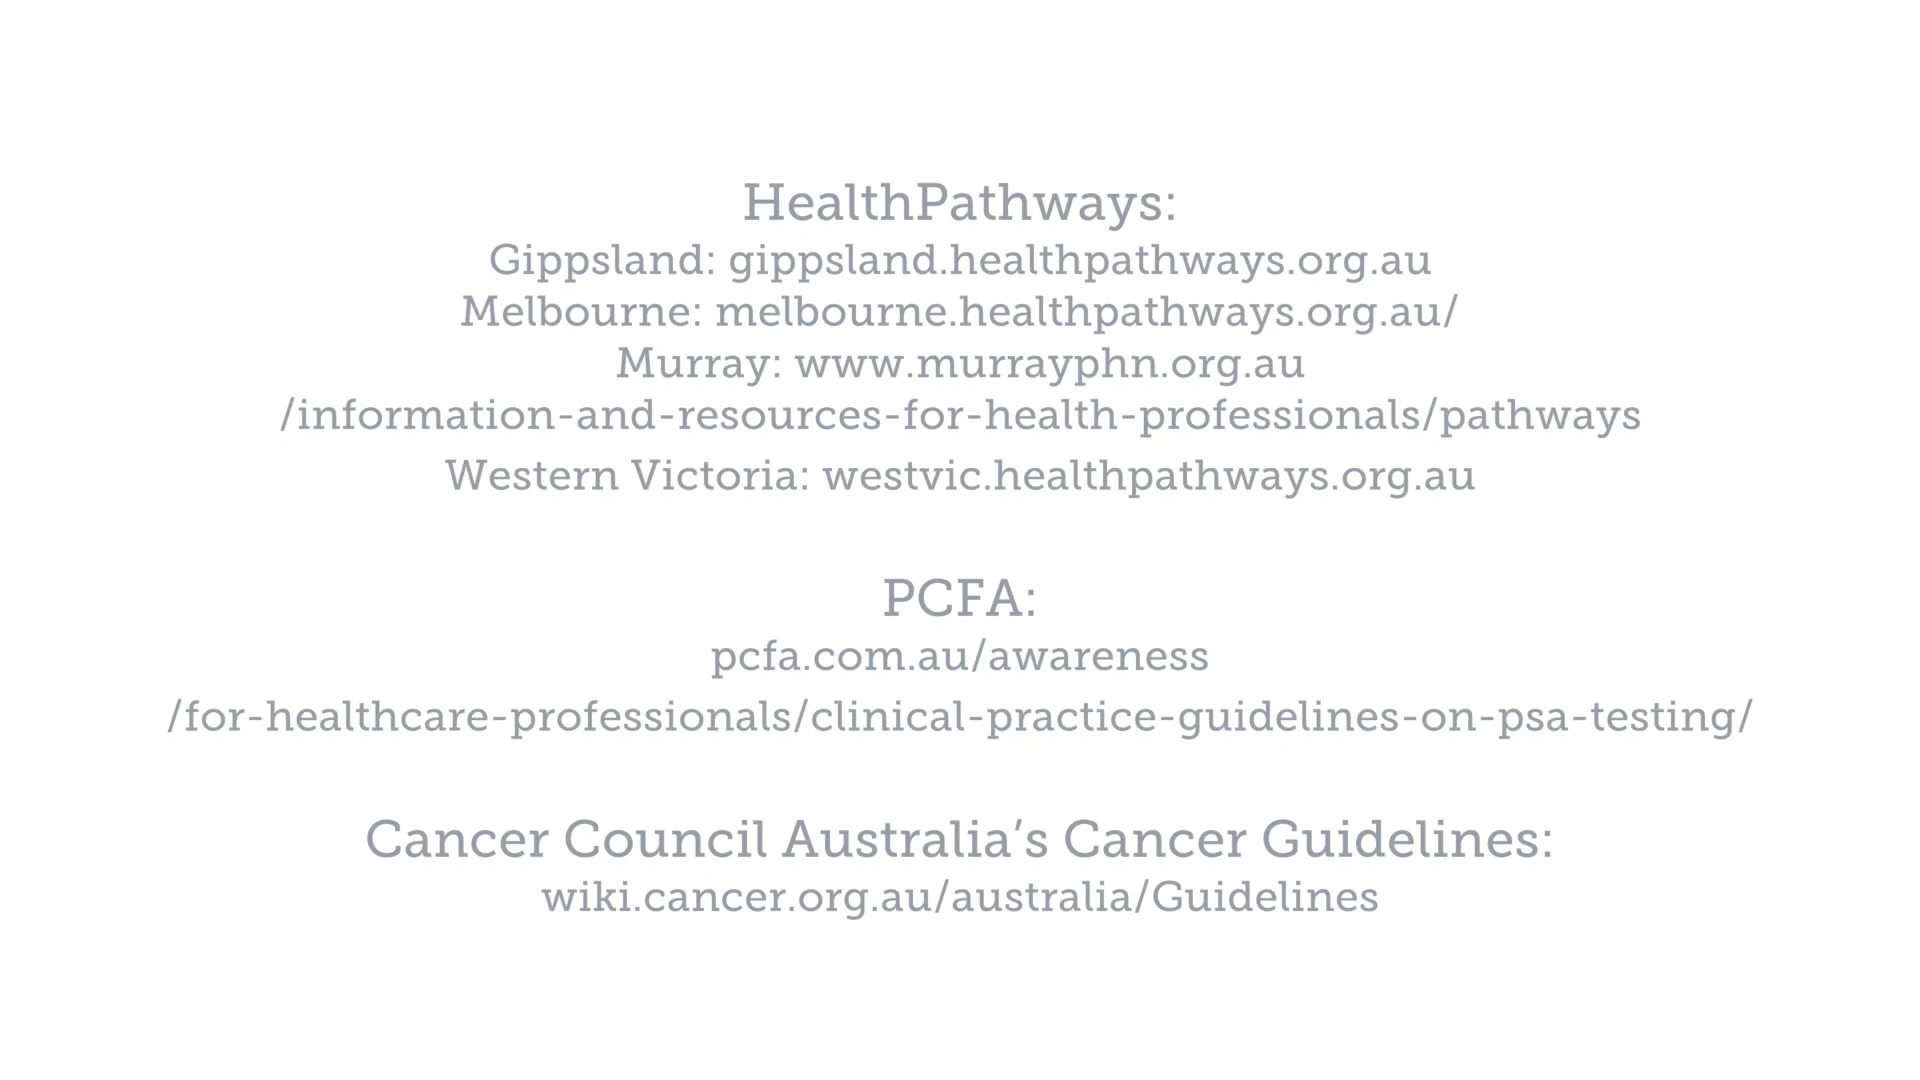 HealthPathways:
Gippsland: gippsland.healthpathways.org.au
Melbourne: melbourne.healthpathways.org.au/
Murray: www.murrayphn.org.au
/information-and-resources-for-health-professionals/pathways
Western Victoria: westvic.healthpathways.org.au
PCFA:
pcfa.com.au/awareness
/for-healthcare-professionals/clinical-practice-guidelines-on-psa-testing/
Cancer Council Australia’s Cancer Guidelines:
wiki.cancer.org.au/australia/Guidelines